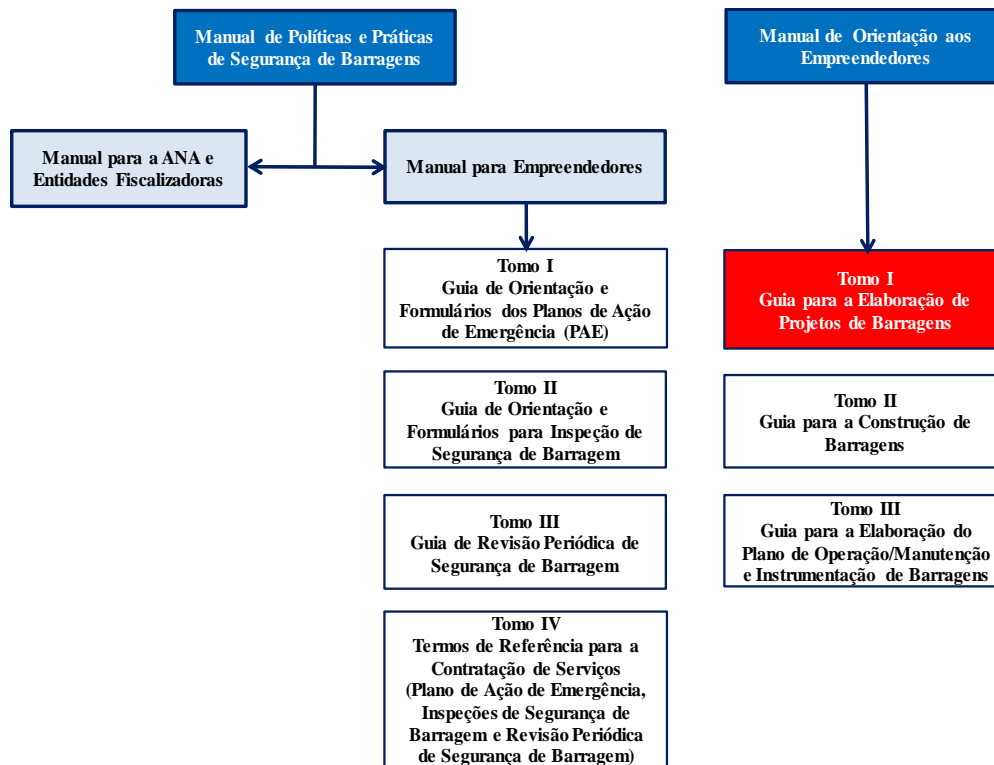 Manual de Políticas e Práticas
de Segurança de Barragens
Manual de Orientação aos
Empreendedores
Manual para a ANA e
Entidades Fiscalizadoras
Manual para Empreendedores
Tomo I
Guia de Orientação e
Formulários dos Planos de Ação
de Emergência (PAE)
Tomo II
Guia de Orientação e
Formulários para Inspeção de
Segurança de Barragem
Tomo III
Guia de Revisão Periódica de
Segurança de Barragem
Tomo IV
Termos de Referência para a
Contratação de Serviços
(Plano de Ação de Emergência,
Inspeções de Segurança de
Barragem e Revisão Periódica
de Segurança de Barragem)
Tomo I
Guia para a Elaboração de
Projetos de Barragens
Tomo II
Guia para a Construção de
Barragens
Tomo III
Guia para a Elaboração do
Plano de Operação/Manutenção
e Instrumentação de Barragens